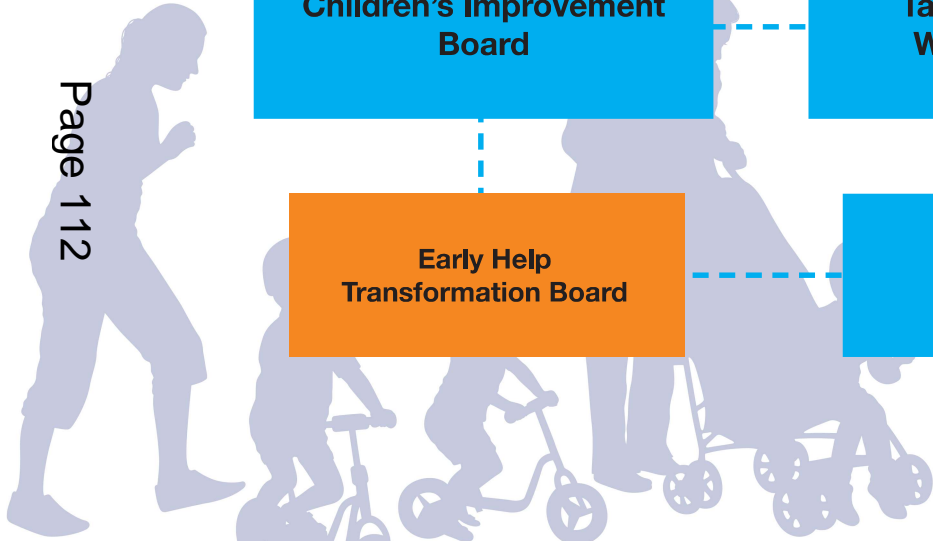 Children's Improvement
Board
Early Help
Transformation Board
Page 112